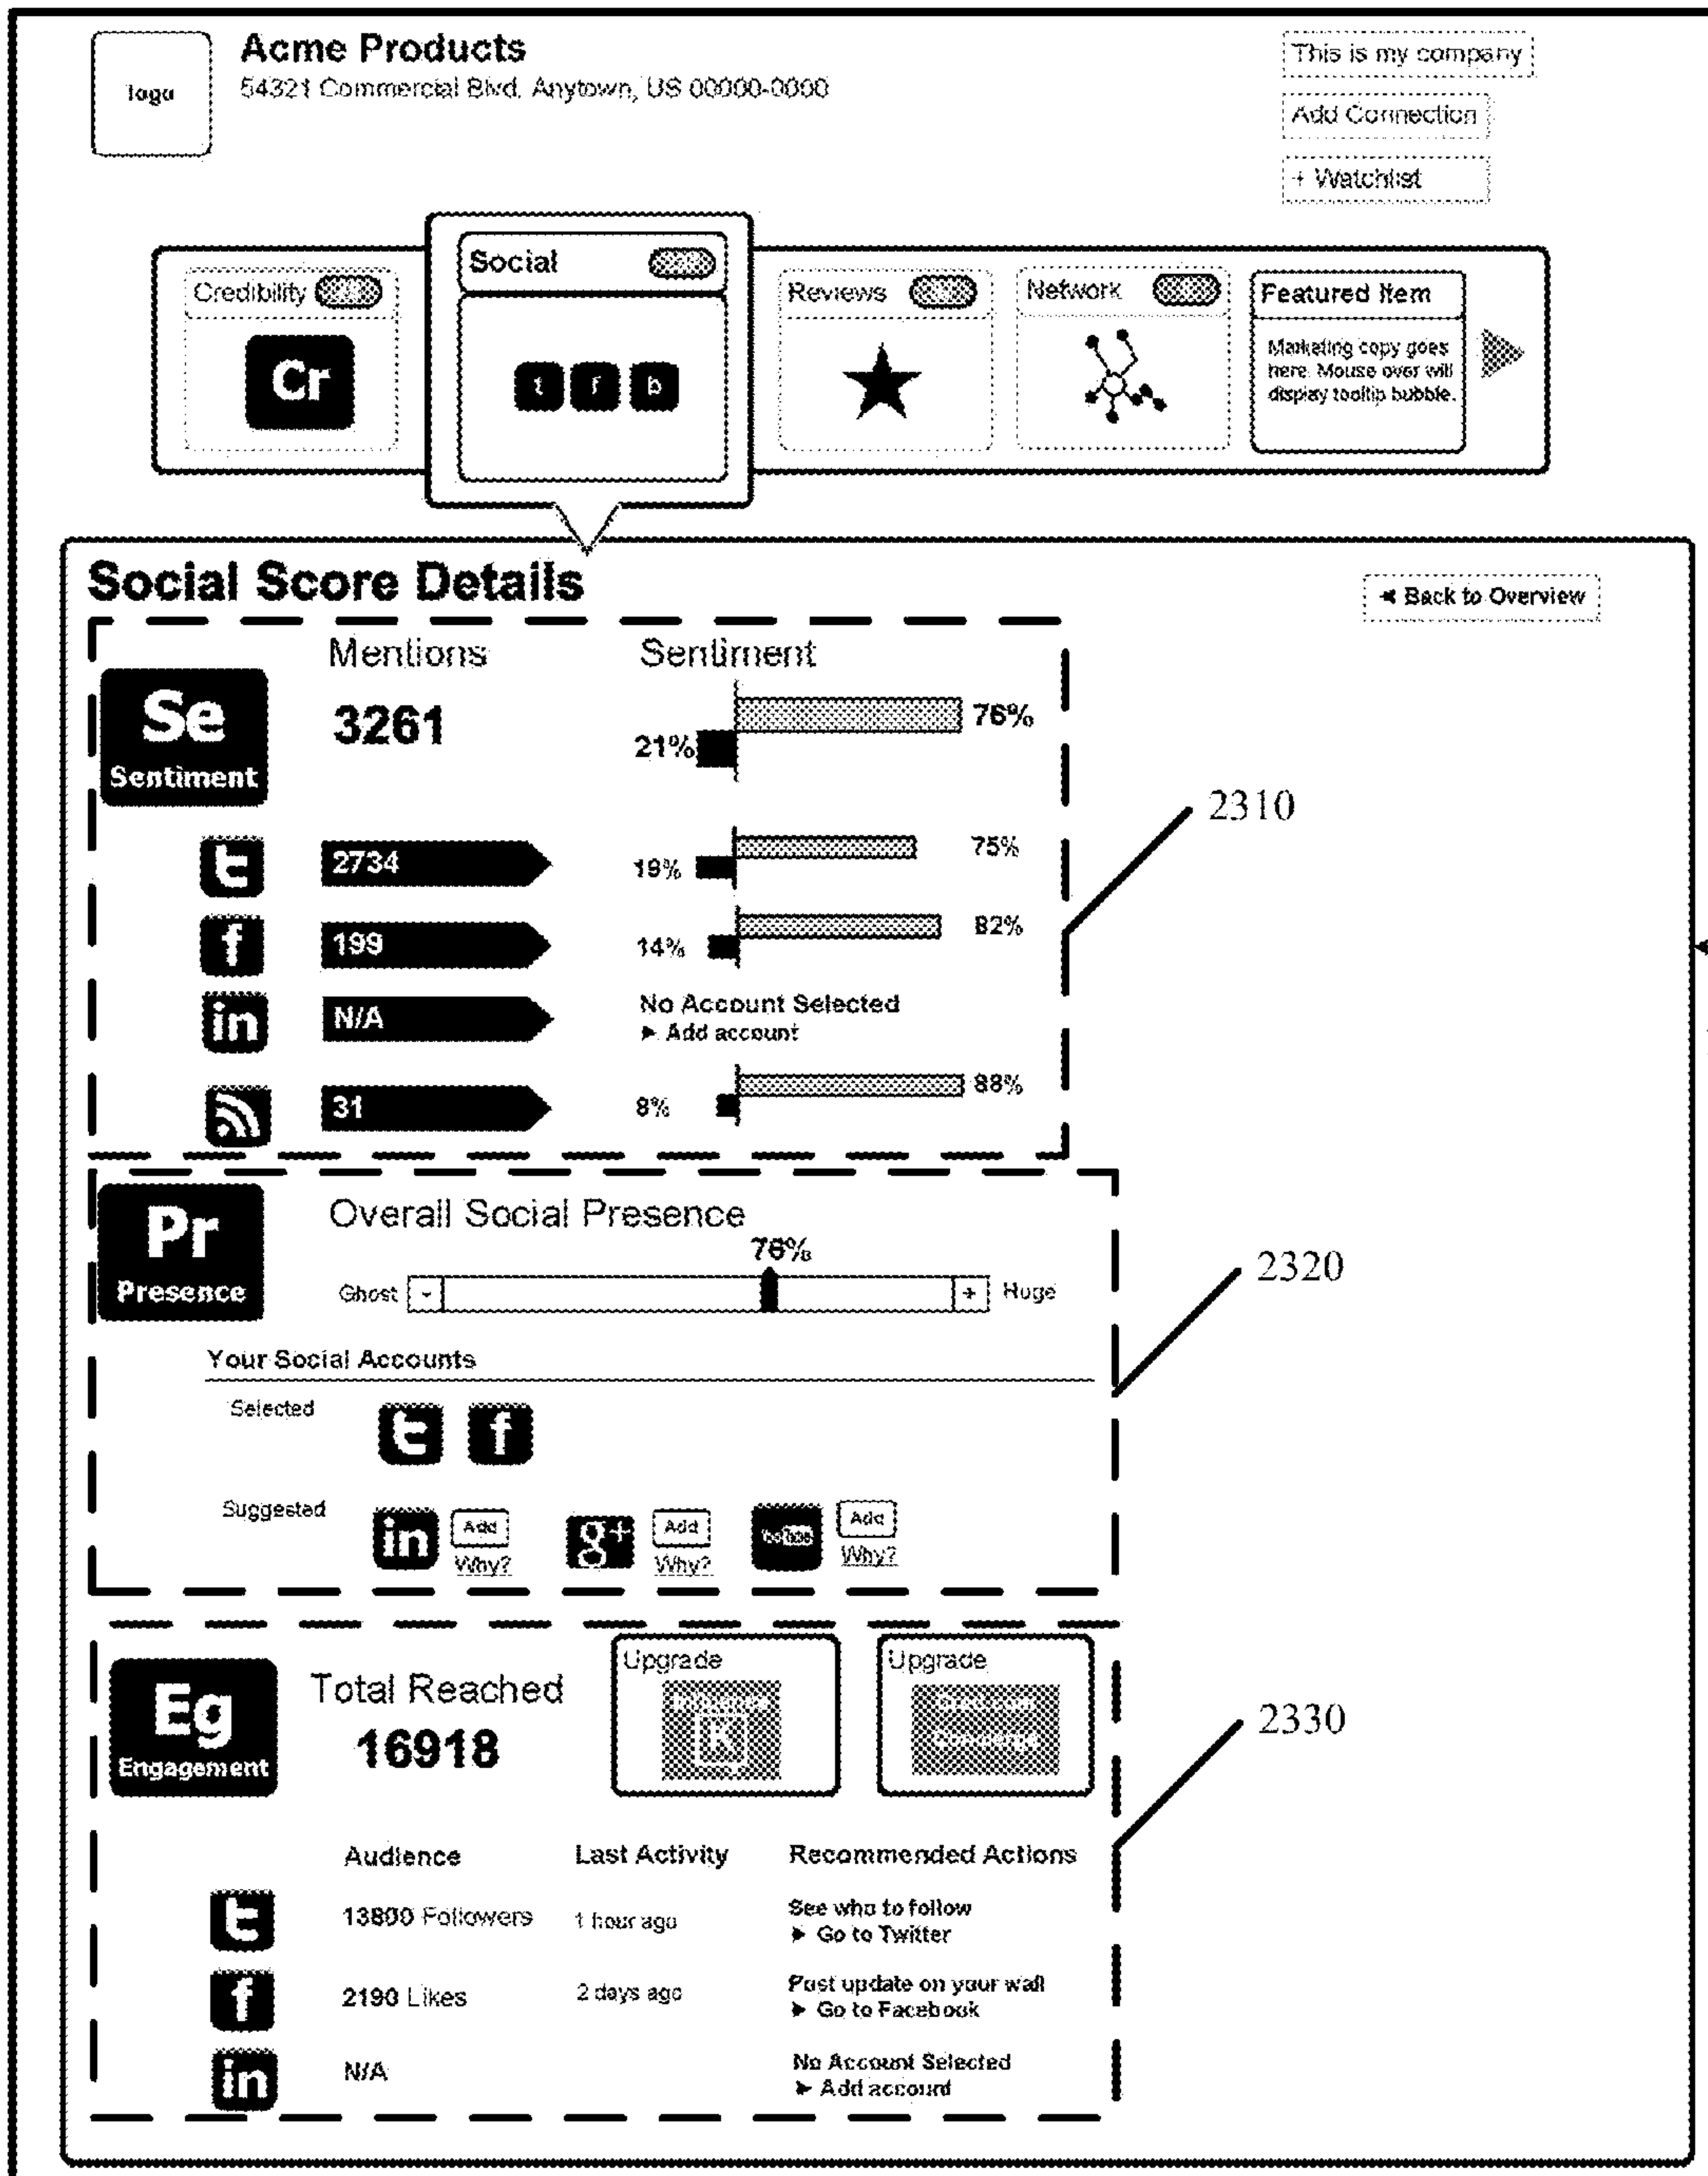 logo
Acme Products
54321 Commercial Blvd. Anytown, US 00000-0000
This is my company
Add Connection
+ Watchlist
Credibility
Cr
Social
t f b
Reviews
Network
Featured Item
Marketing copy goes
here. Mouse over will
display tooltip bubble.
Social Score Details
◄ Back to Overview
Mentions Sentiment
Se
Sentiment
3261
76%
21%
2310
t 2734 19% 75%
f 199 14% 82%
in N/A No Account Selected
► Add account
31 8% 88%
Pr
Presence
Overall Social Presence
76%
Ghost - + Huge
2320
Your Social Accounts
Selected t f
Suggested in Add Why? g+ Add Why? Add Why?
Eg
Engagement
Total Reached
16918
Upgrade
K
Upgrade
2330
Audience Last Activity Recommended Actions
t 13800 Followers 1 hour ago See who to follow
► Go to Twitter
f 2190 Likes 2 days ago Post update on your wall
► Go to Facebook
in N/A No Account Selected
► Add account